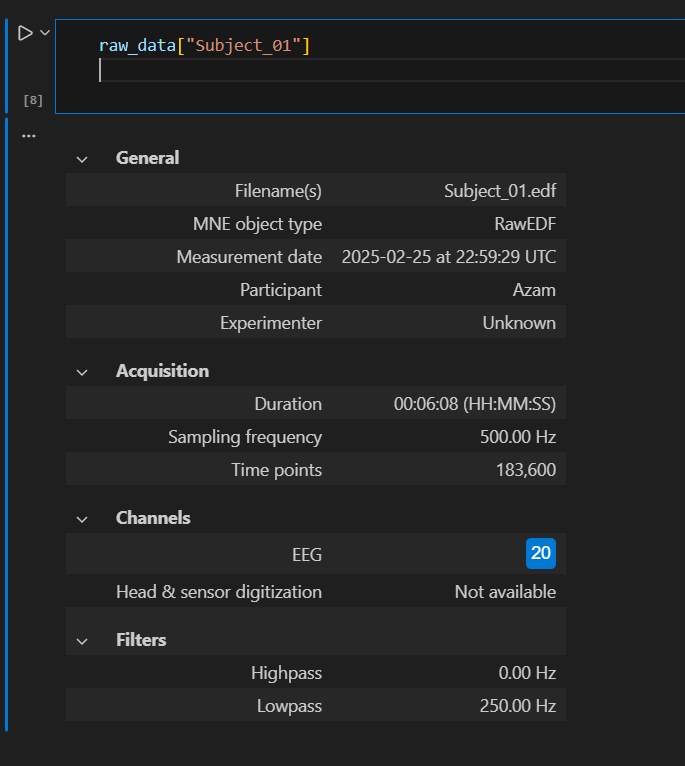 raw_data["Subject_01"]
[8]
...
General
Filename(s) Subject_01.edf
MNE object type RawEDF
Measurement date 2025-02-25 at 22:59:29 UTC
Participant Azam
Experimenter Unknown
Acquisition
Duration 00:06:08 (HH:MM:SS)
Sampling frequency 500.00 Hz
Time points 183,600
Channels
EEG 20
Head & sensor digitization Not available
Filters
Highpass 0.00 Hz
Lowpass 250.00 Hz